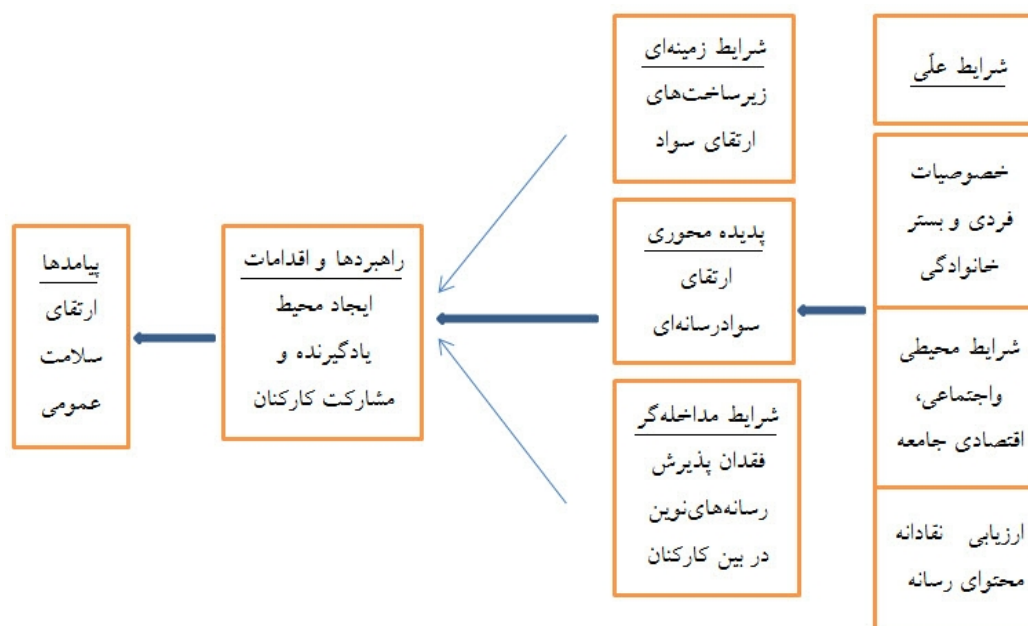 شرایط علّی
خصوصیات
فردی و بستر
خانوادگی
شرایط محیطی
واجتماعی،
اقتصادی جامعه
ارزیابی نقادانه
محتوای رسانه
شرایط زمینه‌ای
زیرساخت‌های
ارتقای سواد
پدیده محوری
ارتقای
سوادرسانه‌ای
شرایط مداخله‌گر
فقدان پذیرش
رسانه‌های‌نوین
در بین کارکنان
راهبردها و اقدامات
ایجاد محیط
یادگیرنده و
مشارکت کارکنان
پیامدها
ارتقای
سلامت
عمومی